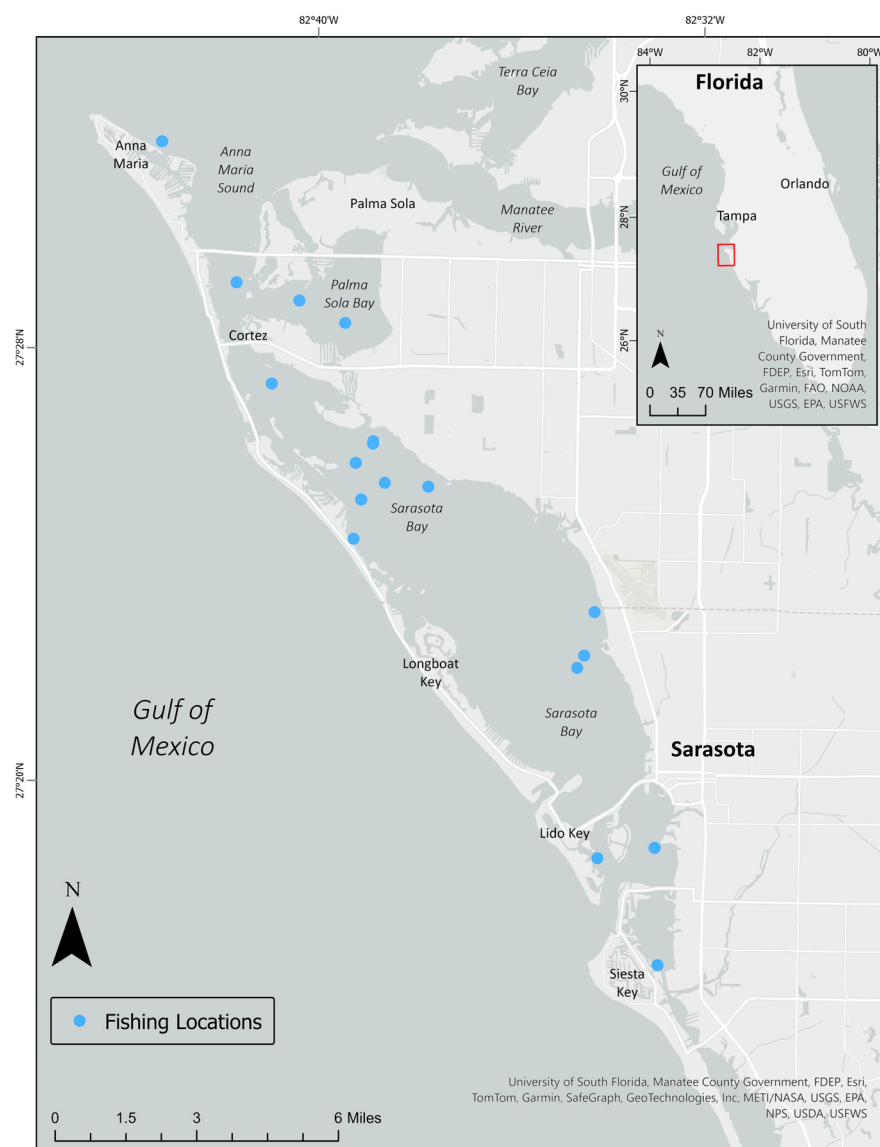 82°40'W
82°32'W
84°W
82°W
80°W
30°N
28°N
26°N
27°28'N
27°20'N
Terra Ceia
Bay
Anna
Maria
Anna
Maria
Sound
Palma Sola
Manatee
River
Palma
Sola Bay
Cortez
Sarasota
Bay
Longboat
Key
Gulf of
Mexico
Sarasota
Bay
Sarasota
Lido Key
Siesta
Key
Florida
Gulf of
Mexico
Orlando
Tampa
N
0 35 70 Miles
University of South
Florida, Manatee
County Government,
FDEP, Esri, TomTom,
Garmin, FAO, NOAA,
USGS, EPA, USFWS
N
Fishing Locations
0 1.5 3 6 Miles
University of South Florida, Manatee County Government, FDEP, Esri,
TomTom, Garmin, SafeGraph, GeoTechnologies, Inc, METI/NASA, USGS, EPA,
NPS, USDA, USFWS